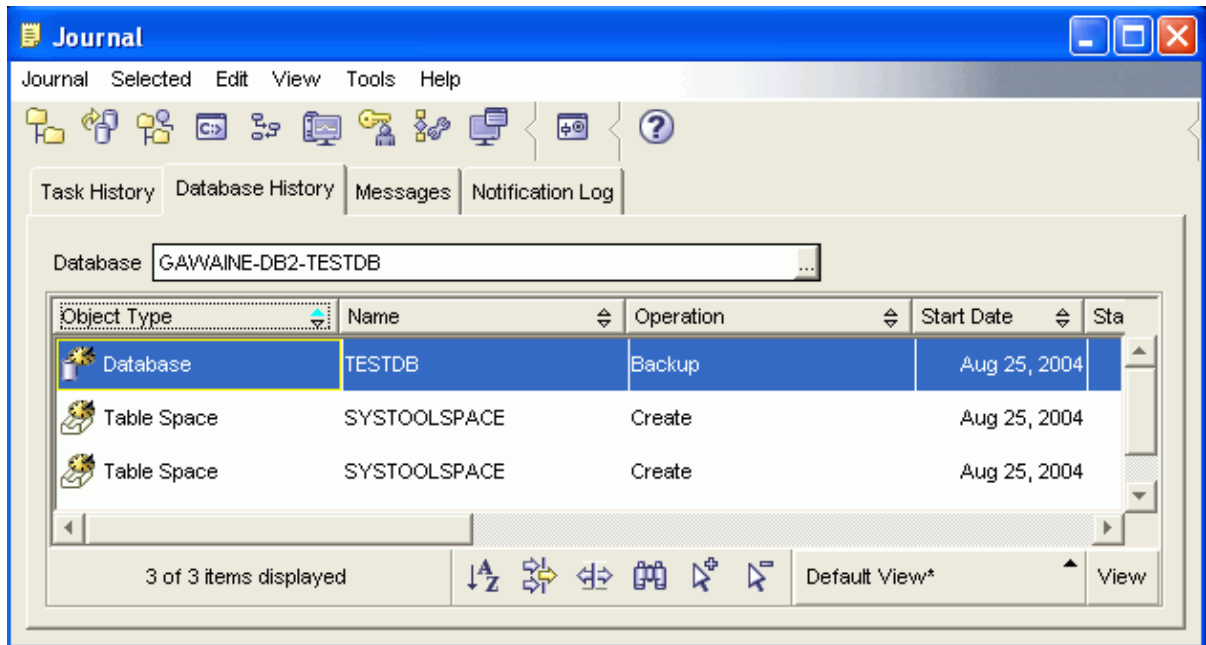 Journal
Journal Selected Edit View Tools Help
C:>
Task History Database History Messages Notification Log
Database GAWAINE-DB2-TESTDB ...
Object Type Name Operation Start Date Sta
Database TESTDB Backup Aug 25, 2004
Table Space SYSTOOLSPACE Create Aug 25, 2004
Table Space SYSTOOLSPACE Create Aug 25, 2004
3 of 3 items displayed AZ Default View* View